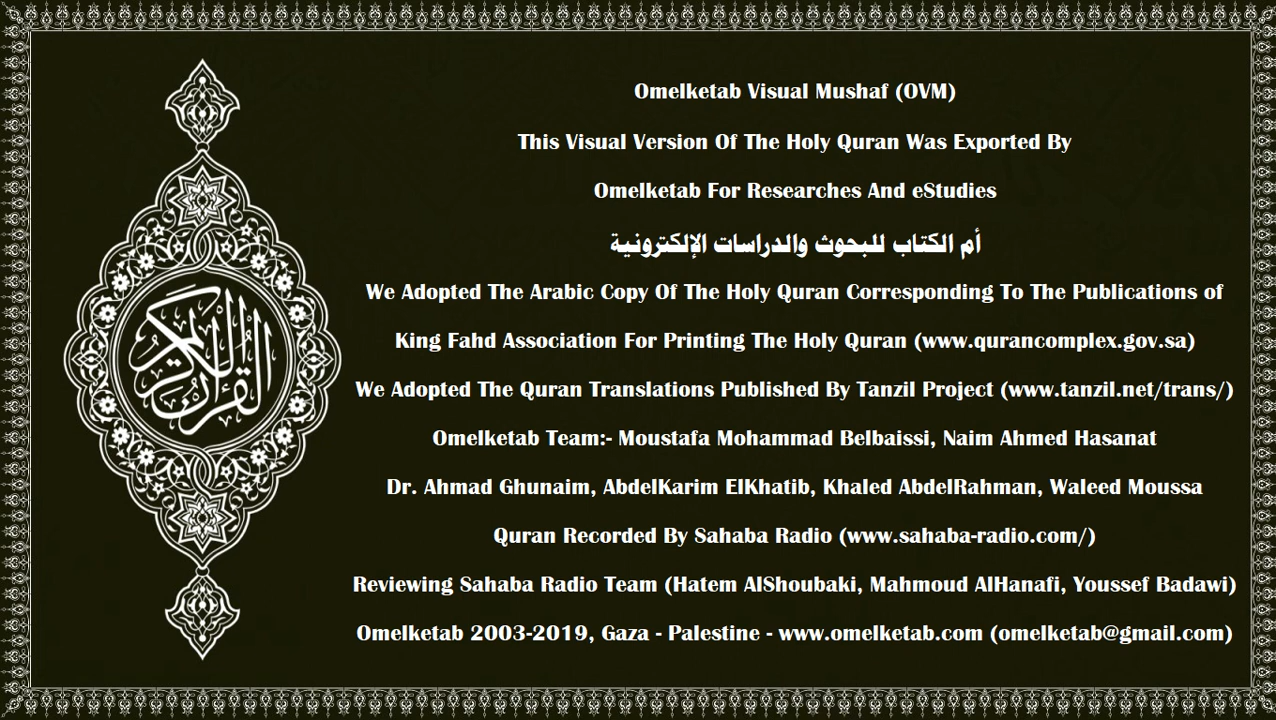 القرآن الكريم
Omelketab Visual Mushaf (OVM)
This Visual Version Of The Holy Quran Was Exported By
Omelketab For Researches And eStudies
أم الكتاب للبحوث والدراسات الإلكترونية
We Adopted The Arabic Copy Of The Holy Quran Corresponding To The Publications of
King Fahd Association For Printing The Holy Quran (www.qurancomplex.gov.sa)
We Adopted The Quran Translations Published By Tanzil Project (www.tanzil.net/trans/)
Omelketab Team:- Moustafa Mohammad Belbaissi, Naim Ahmed Hasanat
Dr. Ahmad Ghunaim, AbdelKarim ElKhatib, Khaled AbdelRahman, Waleed Moussa
Quran Recorded By Sahaba Radio (www.sahaba-radio.com/)
Reviewing Sahaba Radio Team (Hatem AlShoubaki, Mahmoud AlHanafi, Youssef Badawi)
Omelketab 2003-2019, Gaza - Palestine - www.omelketab.com (omelketab@gmail.com)